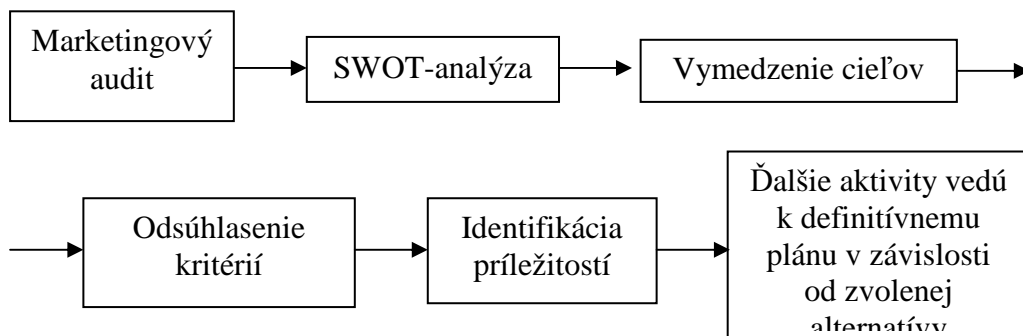 Marketingový
audit
SWOT-analýza
Vymedzenie cieľov
Odsúhlasenie
kritérií
Identifikácia
príležitostí
Ďalšie aktivity vedú
k definitívnemu
plánu v závislosti
od zvolenej
alternatívy